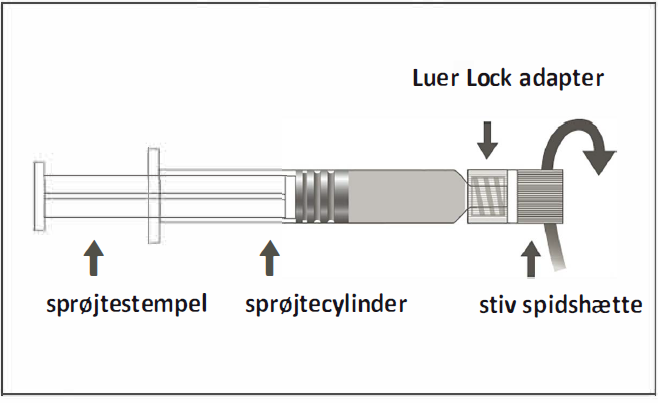 Luer Lock adapter
sprøjtestempel
sprøjtecylinder
stiv spidshætte